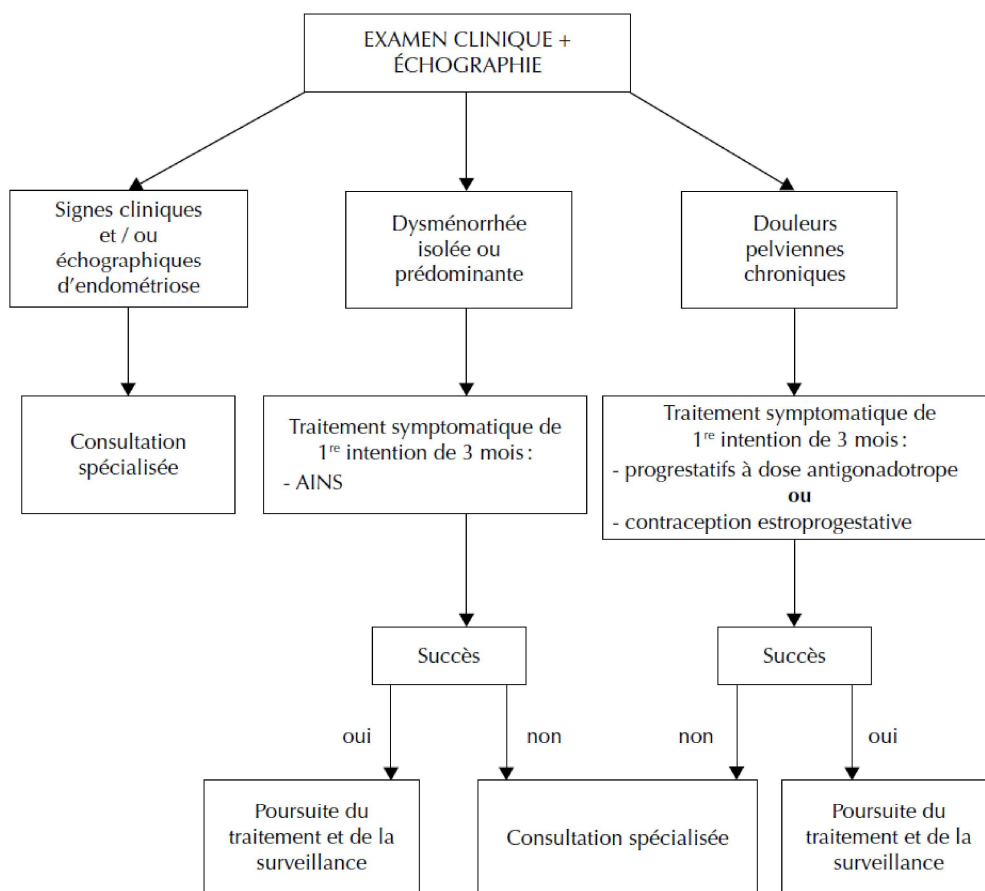 EXAMEN CLINIQUE +
ÉCHOGRAPHIE
Signes cliniques
et / ou
échographiques
d'endométriose
Dysménorrhée
isolée ou
prédominante
Douleurs
pelviennes
chroniques
Consultation
spécialisée
Traitement symptomatique de
1re intention de 3 mois :
- AINS
Traitement symptomatique de
1re intention de 3 mois :
- progrestatifs à dose antigonadotrope
ou
- contraception estroprogestative
Succès
Succès
oui
non
non
oui
Poursuite du
traitement et de la
surveillance
Consultation spécialisée
Poursuite du
traitement et de la
surveillance